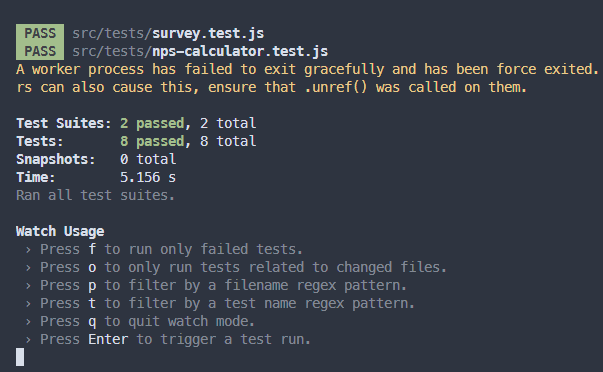 PASS src/tests/survey.test.js
PASS src/tests/nps-calculator.test.js
A worker process has failed to exit gracefully and has been force exited.
rs can also cause this, ensure that .unref() was called on them.
Test Suites: 2 passed, 2 total
Tests: 8 passed, 8 total
Snapshots: 0 total
Time: 5.156 s
Ran all test suites.
Watch Usage
› Press f to run only failed tests.
› Press o to only run tests related to changed files.
› Press p to filter by a filename regex pattern.
› Press t to filter by a test name regex pattern.
› Press q to quit watch mode.
› Press Enter to trigger a test run.